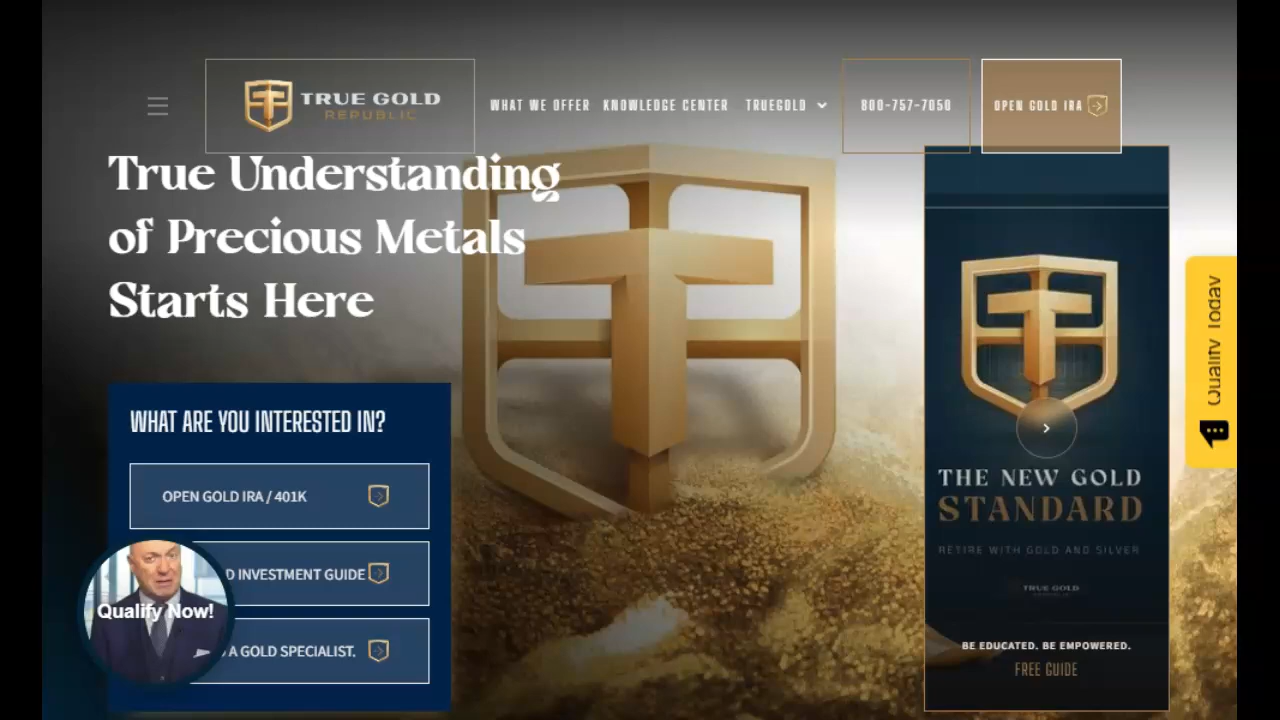 TRUE GOLD
REPUBLIC
WHAT WE OFFER
KNOWLEDGE CENTER
TRUEGOLD
800-757-7050
OPEN GOLD IRA
True Understanding
of Precious Metals
Starts Here
WHAT ARE YOU INTERESTED IN?
OPEN GOLD IRA / 401K
D INVESTMENT GUIDE
A GOLD SPECIALIST.
Qualify Now!
THE NEW GOLD
STANDARD
RETIRE WITH GOLD AND SILVER
TRUE GOLD
BE EDUCATED. BE EMPOWERED.
FREE GUIDE
Qualify Today